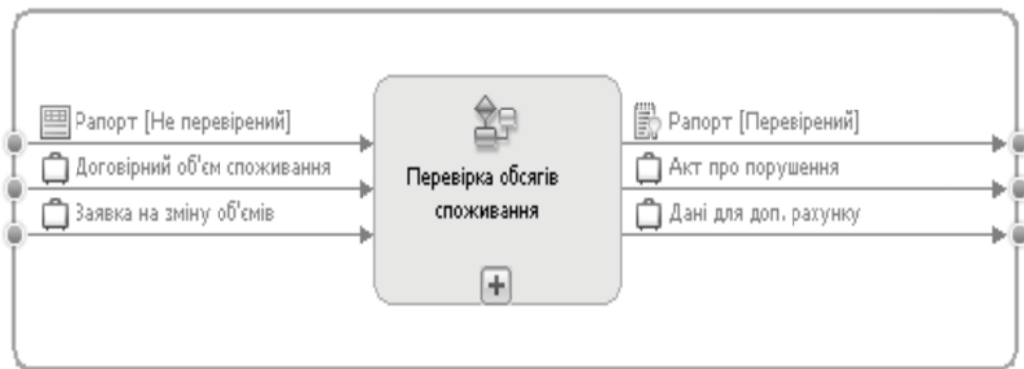 Рапорт [Не перевірений]
Договірний об'єм споживання
Заявка на зміну об'ємів
Перевірка обсягів
споживання
Рапорт [Перевірений]
Акт про порушення
Дані для доп. рахунку